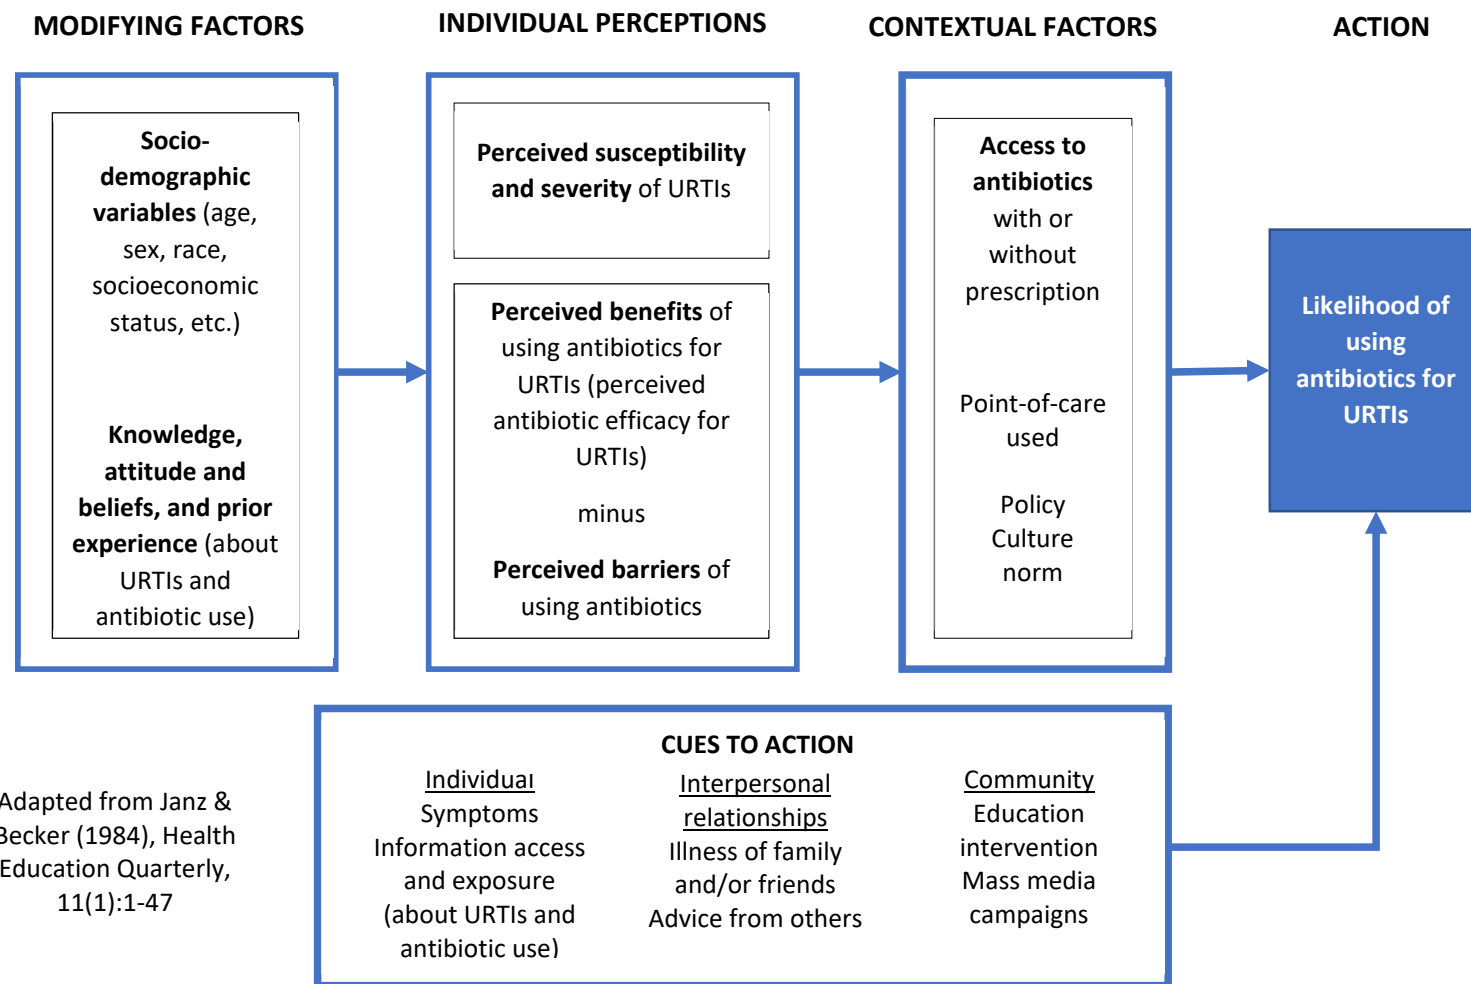 MODIFYING FACTORS
INDIVIDUAL PERCEPTIONS
CONTEXTUAL FACTORS
ACTION
Socio-
demographic
variables (age,
sex, race,
socioeconomic
status, etc.)
Knowledge,
attitude and
beliefs, and prior
experience (about
URTIs and
antibiotic use)
Perceived susceptibility
and severity of URTIs
Perceived benefits of
using antibiotics for
URTIs (perceived
antibiotic efficacy for
URTIs)
minus
Perceived barriers of
using antibiotics
Access to
antibiotics
with or
without
prescription
Point-of-care
used
Policy
Culture
norm
Likelihood of
using
antibiotics for
URTIs
CUES TO ACTION
Individual
Symptoms
Information access
and exposure
(about URTIs and
antibiotic use)
Interpersonal
relationships
Illness of family
and/or friends
Advice from others
Community
Education
intervention
Mass media
campaigns
Adapted from Janz &
Becker (1984), Health
Education Quarterly,
11(1):1-47